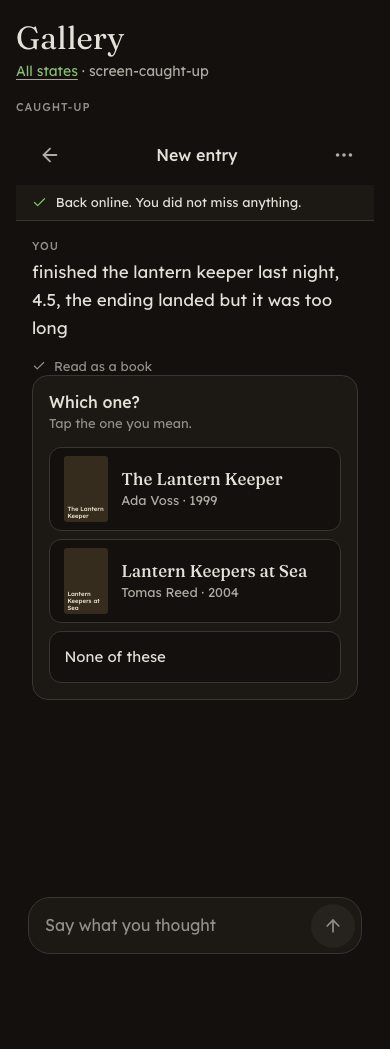 Gallery
All states · screen-caught-up
CAUGHT-UP
New entry
Back online. You did not miss anything.
YOU
finished the lantern keeper last night,
4.5, the ending landed but it was too
long
Read as a book
Which one?
Tap the one you mean.
The Lantern
Keeper
The Lantern Keeper
Ada Voss · 1999
Lantern
Keepers at
Sea
Lantern Keepers at Sea
Tomas Reed · 2004
None of these
Say what you thought